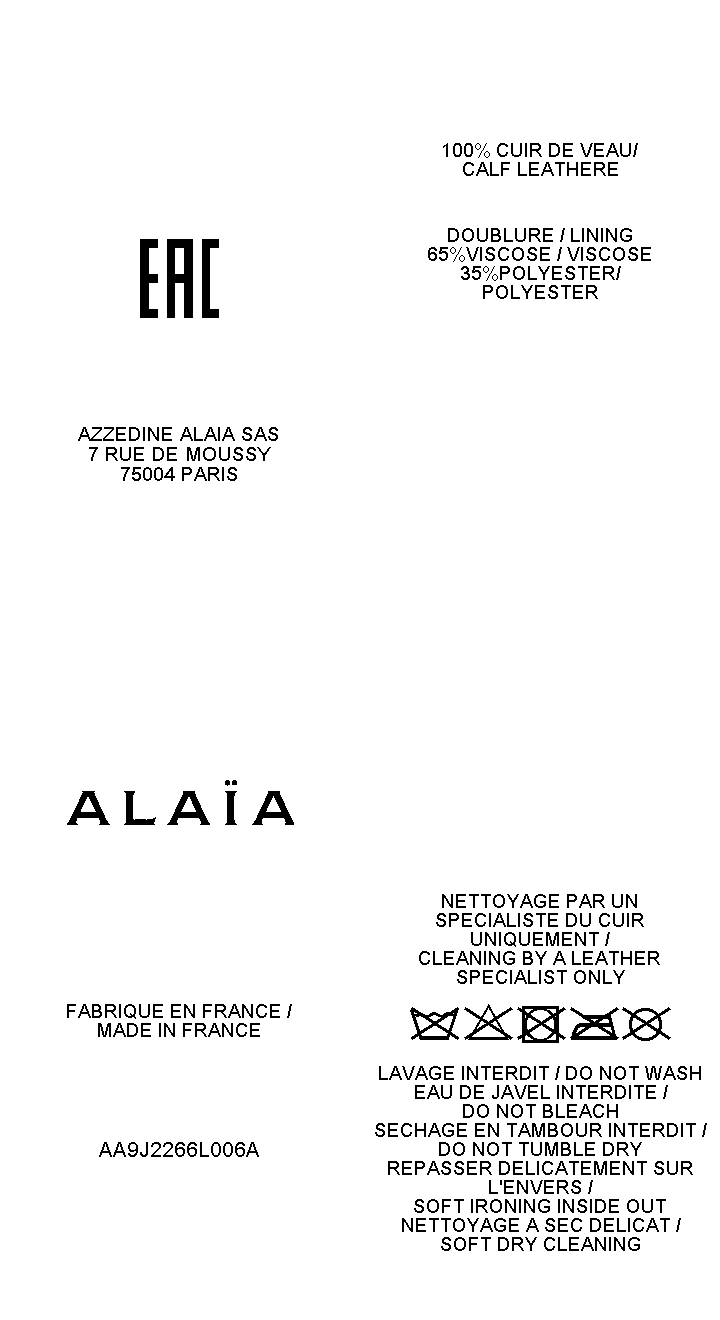 EAC
AZZEDINE ALAIA SAS
7 RUE DE MOUSSY
75004 PARIS
ALAÏA
FABRIQUE EN FRANCE /
MADE IN FRANCE
AA9J2266L006A
100% CUIR DE VEAU/
CALF LEATHERE
DOUBLURE / LINING
65%VISCOSE / VISCOSE
35%POLYESTER/
POLYESTER
NETTOYAGE PAR UN
SPECIALISTE DU CUIR
UNIQUEMENT /
CLEANING BY A LEATHER
SPECIALIST ONLY
LAVAGE INTERDIT / DO NOT WASH
EAU DE JAVEL INTERDITE /
DO NOT BLEACH
SECHAGE EN TAMBOUR INTERDIT /
DO NOT TUMBLE DRY
REPASSER DELICATEMENT SUR
L'ENVERS /
SOFT IRONING INSIDE OUT
NETTOYAGE A SEC DELICAT /
SOFT DRY CLEANING